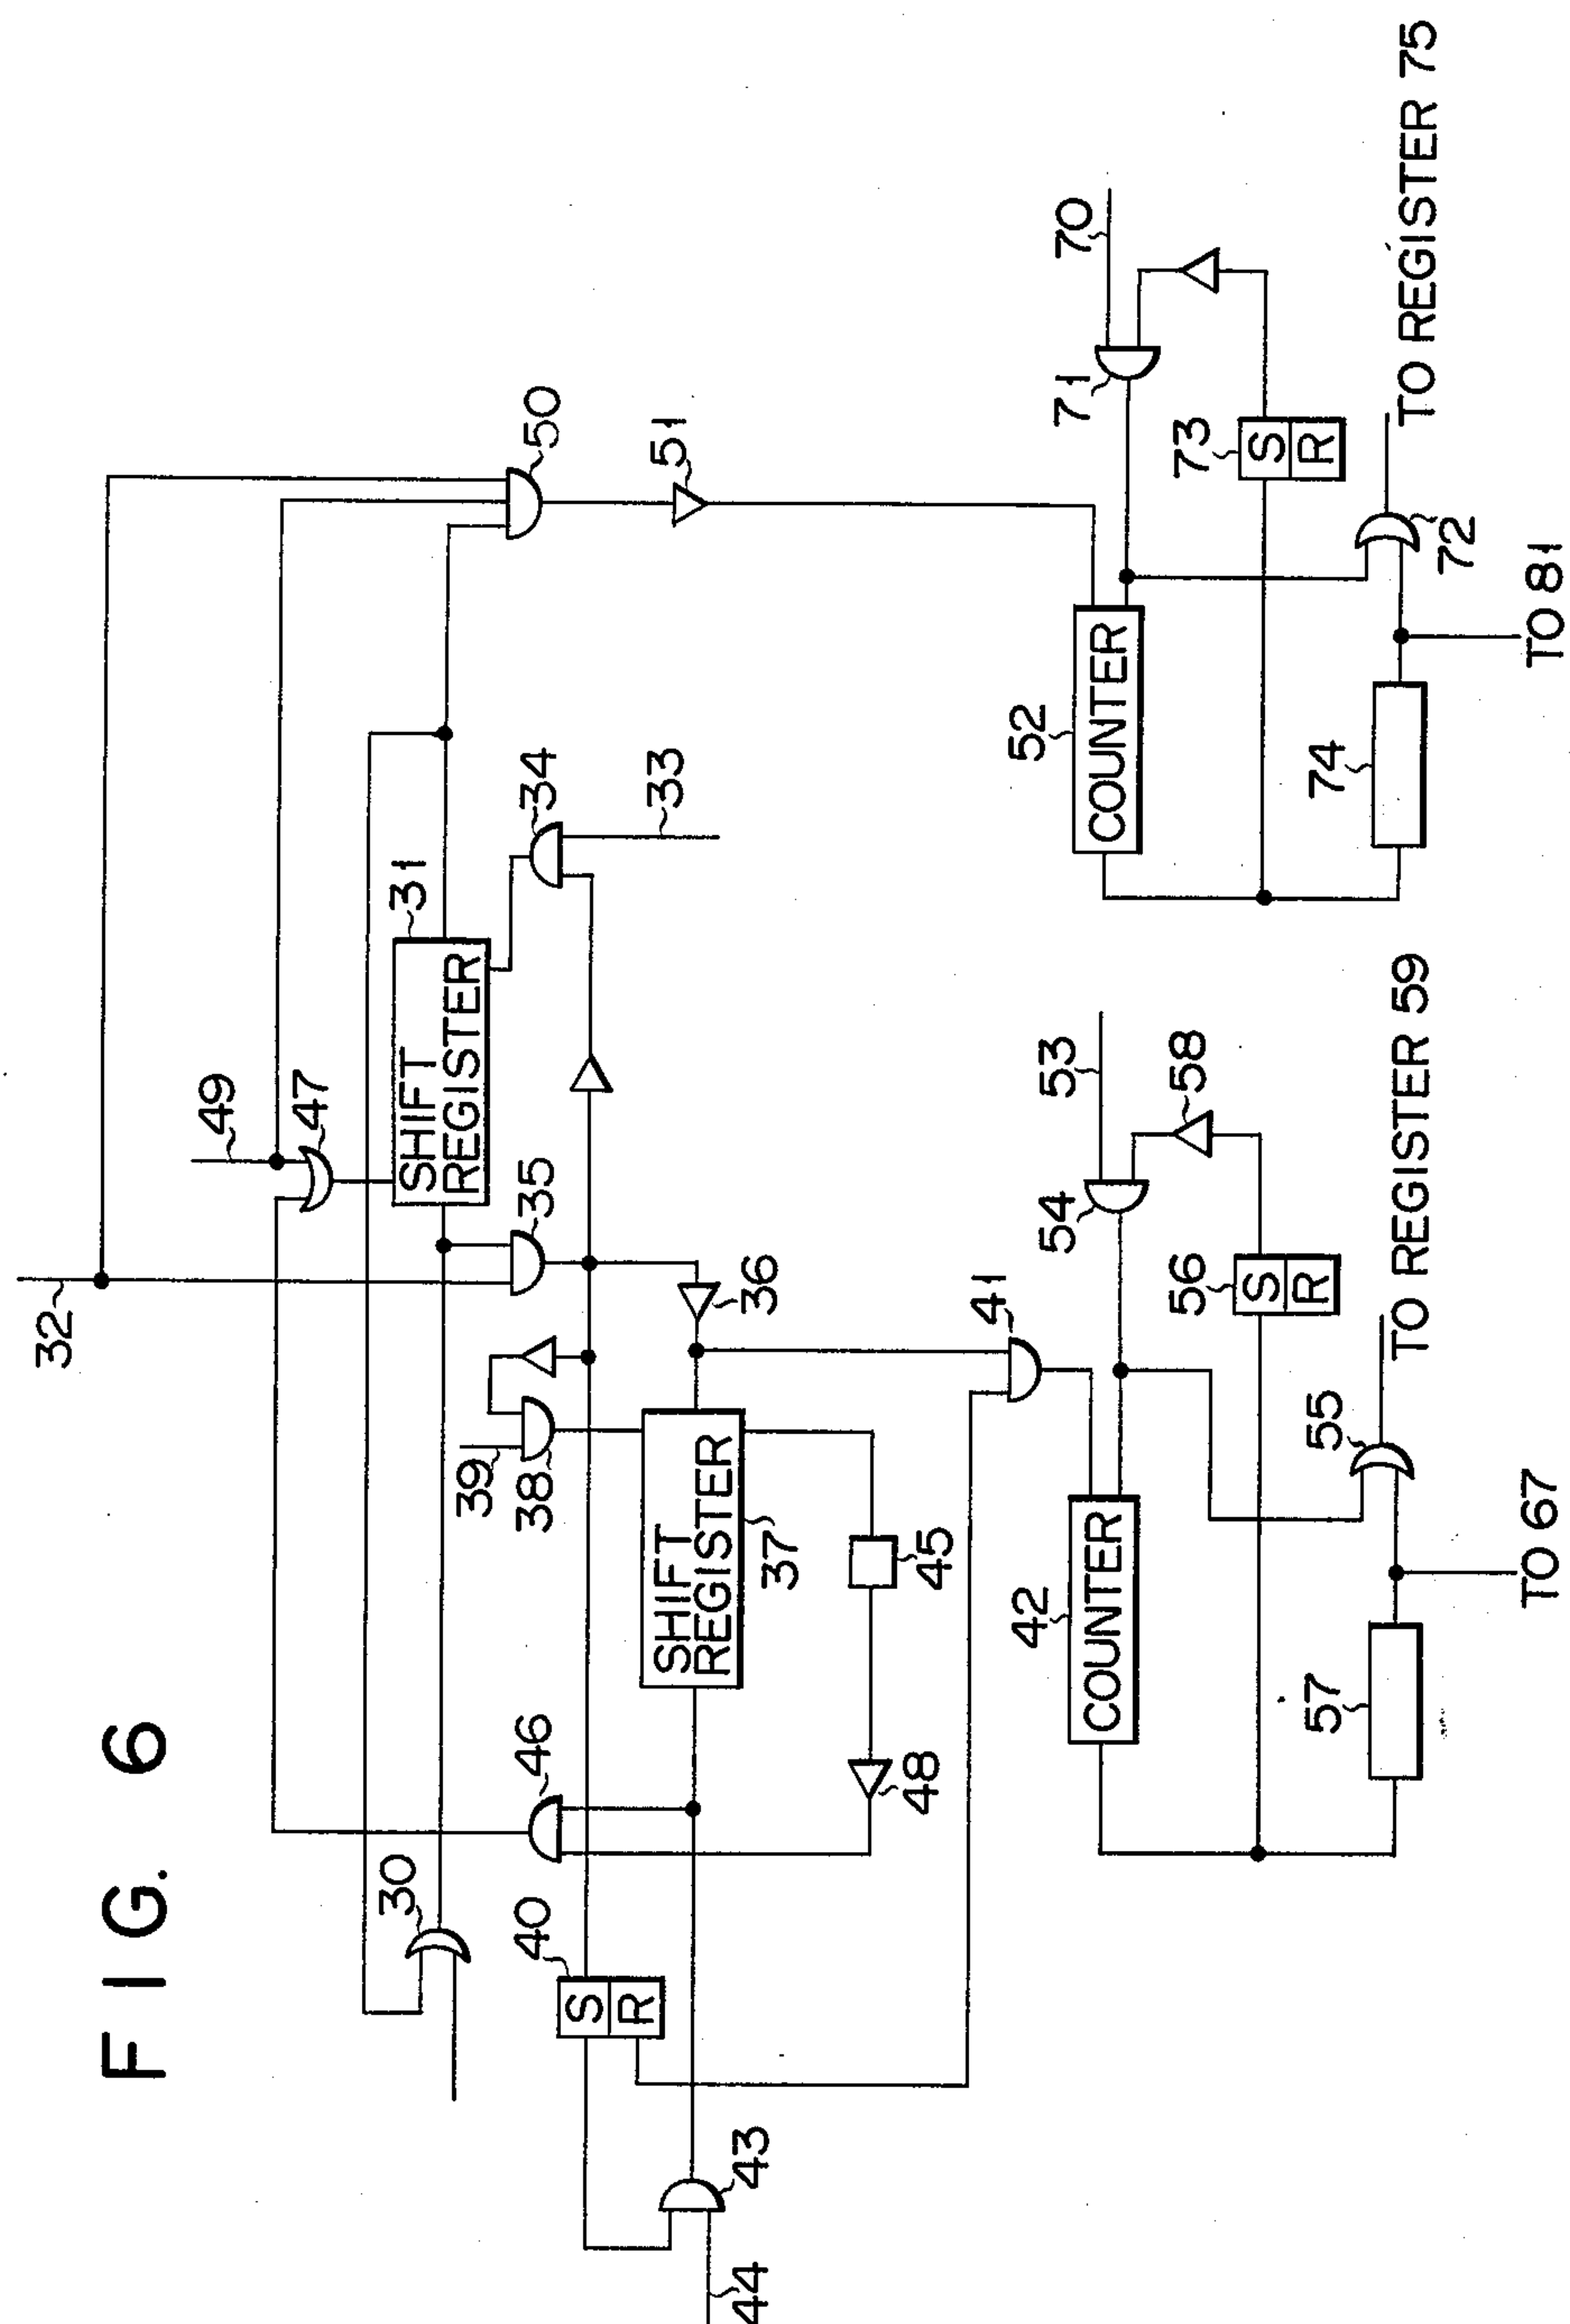 FIG. 6
32
49
47
31
SHIFT
REGISTER
30
46
39
38
35
34
33
50
51
40
S
R
SHIFT
REGISTER
37
36
45
48
43
44
41
42
COUNTER
53
54
58
56
S
R
55
57
TO REGISTER 59
TO 67
52
COUNTER
70
71
73
S
R
72
74
TO REGISTER 75
TO 81